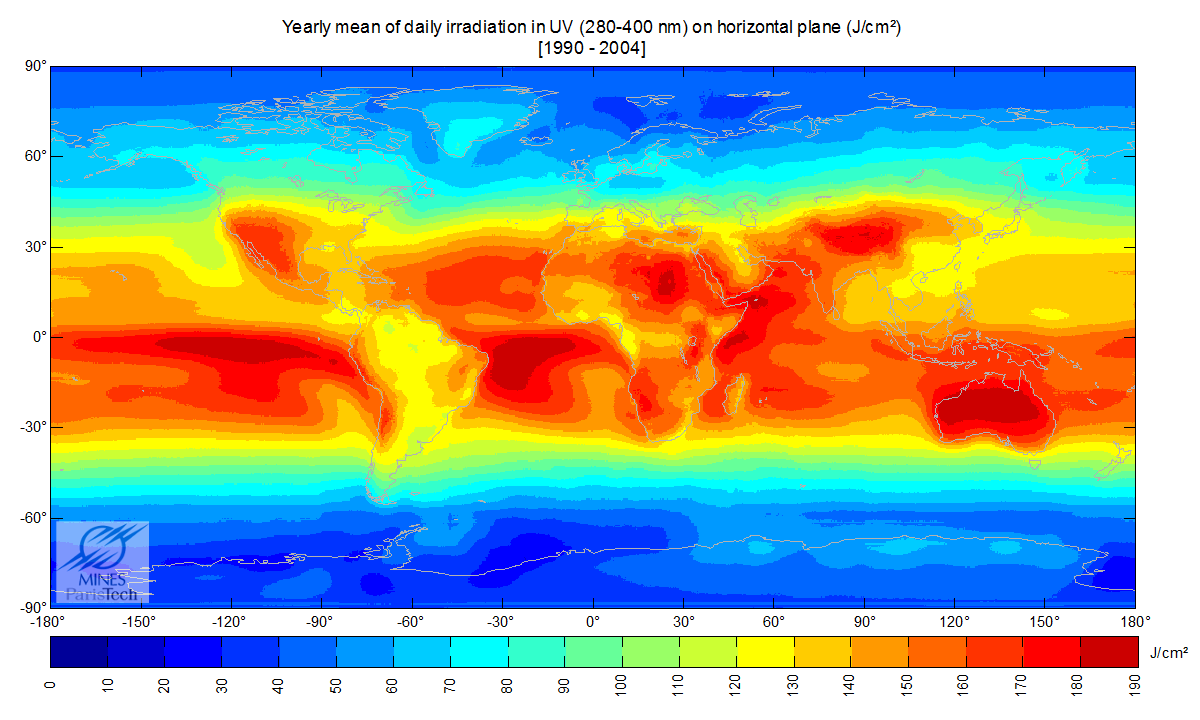 Yearly mean of daily irradiation in UV (280-400 nm) on horizontal plane (J/cm²)
[1990 - 2004]
90°
60°
30°
0°
-30°
-60°
-90°
MINES
ParisTech
-180° -150° -120° -90° -60° -30° 0° 30° 60° 90° 120° 150° 180°
J/cm²
0 10 20 30 40 50 60 70 80 90 100 110 120 130 140 150 160 170 180 190